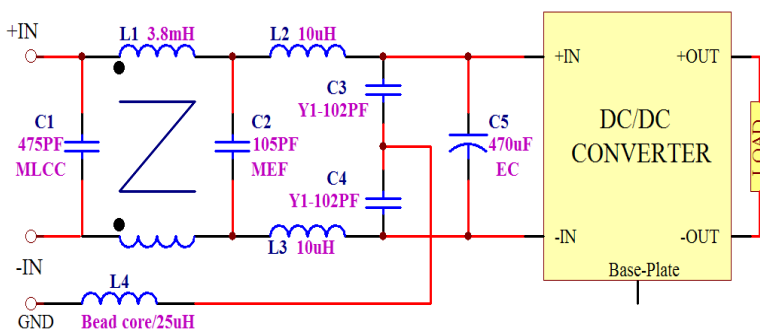 +IN
L1 3.8mH
L2 10uH
C3
Y1-102PF
C1
475PF
MLCC
C2
105PF
MEF
C4
Y1-102PF
C5
470uF
EC
L3 10uH
-IN
L4
Bead core/25uH
GND
+IN
+OUT
DC/DC
CONVERTER
-IN
-OUT
Base-Plate
LOAD